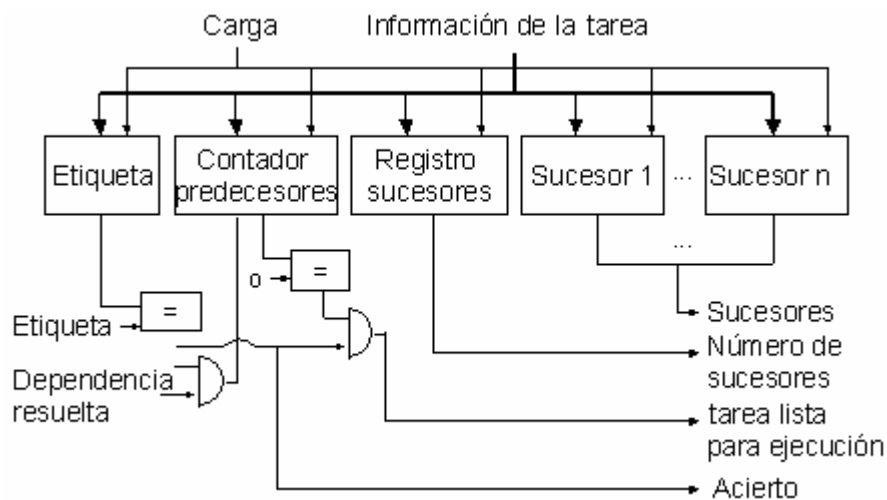 Carga
Información de la tarea
Etiqueta
Contador
predecesores
Registro
sucesores
Sucesor 1
...
Sucesor n
...
=
0
=
Etiqueta
Dependencia
resuelta
Sucesores
Número de
sucesores
tarea lista
para ejecución
Acierto